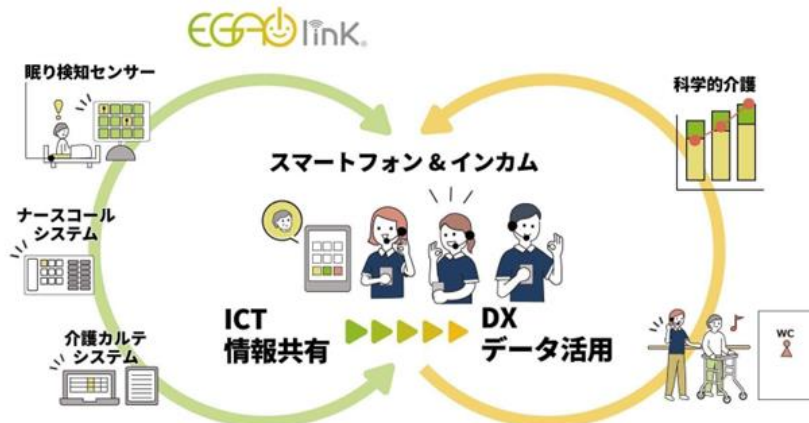 EGAO linK®
眠り検知センサー
科学的介護
スマートフォン & インカム
ナースコール
システム
介護カルテ
システム
ICT
情報共有
DX
データ活用
WC